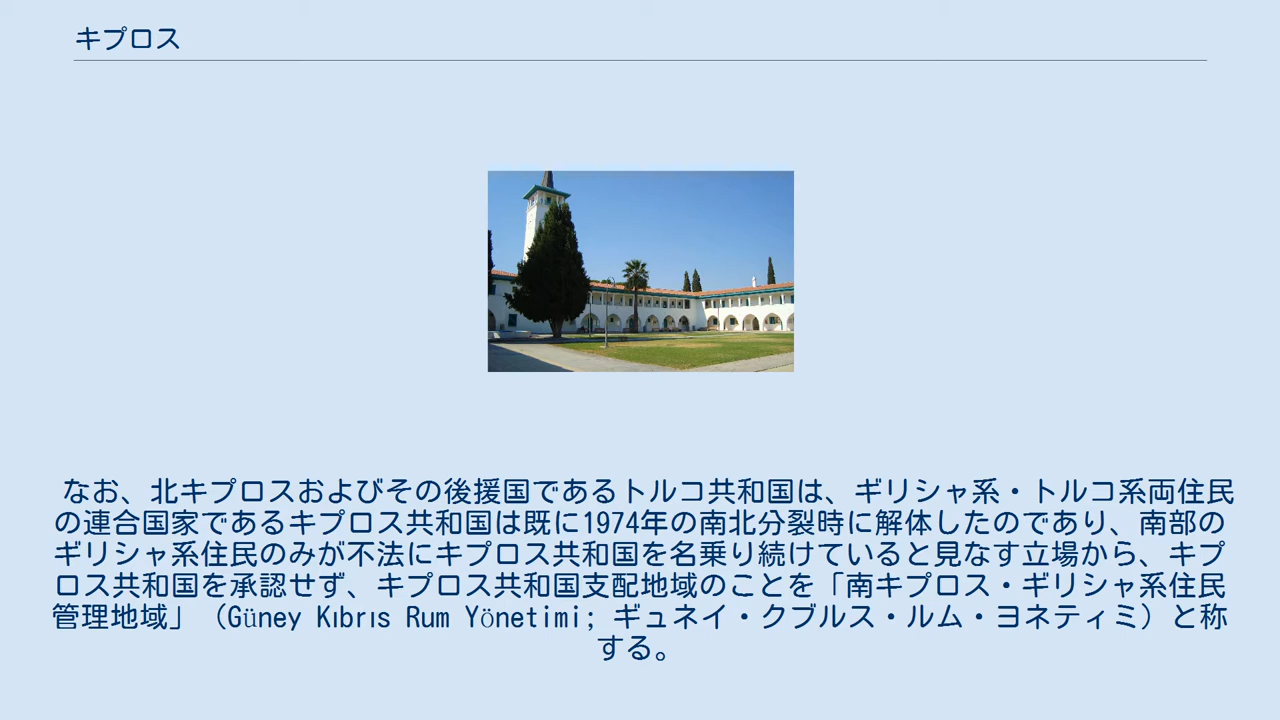 キプロス
なお、北キプロスおよびその後援国であるトルコ共和国は、ギリシャ系・トルコ系両住民
の連合国家であるキプロス共和国は既に1974年の南北分裂時に解体したのであり、南部の
ギリシャ系住民のみが不法にキプロス共和国を名乗り続けていると見なす立場から、キプ
ロス共和国を承認せず、キプロス共和国支配地域のことを「南キプロス・ギリシャ系住民
管理地域」（Güney Kıbrıs Rum Yönetimi; ギュネイ・クブルス・ルム・ヨネティミ）と称
する。